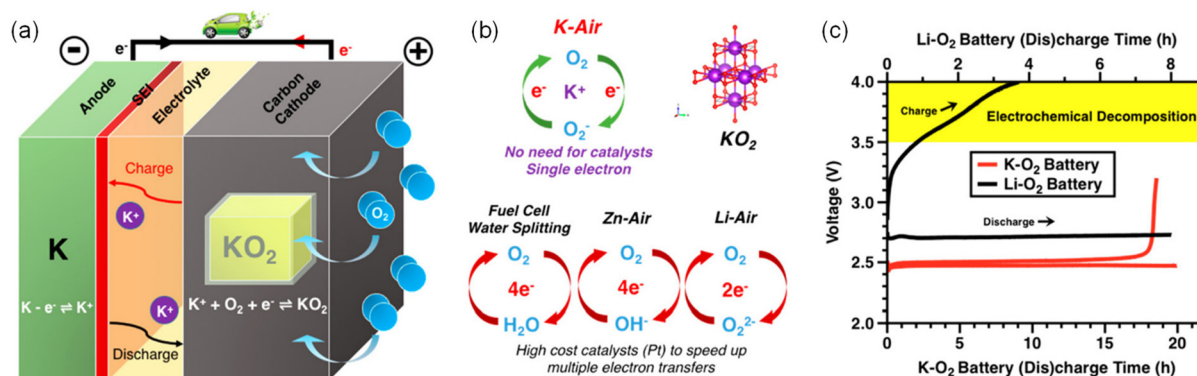 (a)
e⁻
e⁻
−
+
Anode
SEI
Electrolyte
Carbon
Cathode
Charge
K⁺
O₂
K
KO₂
K⁺
K - e⁻ ⇌ K⁺
K⁺ + O₂ + e⁻ ⇌ KO₂
Discharge
(b)
K-Air
O₂
e⁻ K⁺ e⁻
O₂⁻
No need for catalysts
Single electron
KO₂
Fuel Cell
Water Splitting
O₂
4e⁻
H₂O
Zn-Air
O₂
4e⁻
OH⁻
Li-Air
O₂
2e⁻
O₂²⁻
High cost catalysts (Pt) to speed up
multiple electron transfers
(c)
Li-O₂ Battery (Dis)charge Time (h)
0 2 4 6 8
4.0
Charge →
Electrochemical Decomposition
3.5
K-O₂ Battery
Li-O₂ Battery
Voltage (V)
3.0
Discharge →
2.5
2.0
0 5 10 15 20
K-O₂ Battery (Dis)charge Time (h)